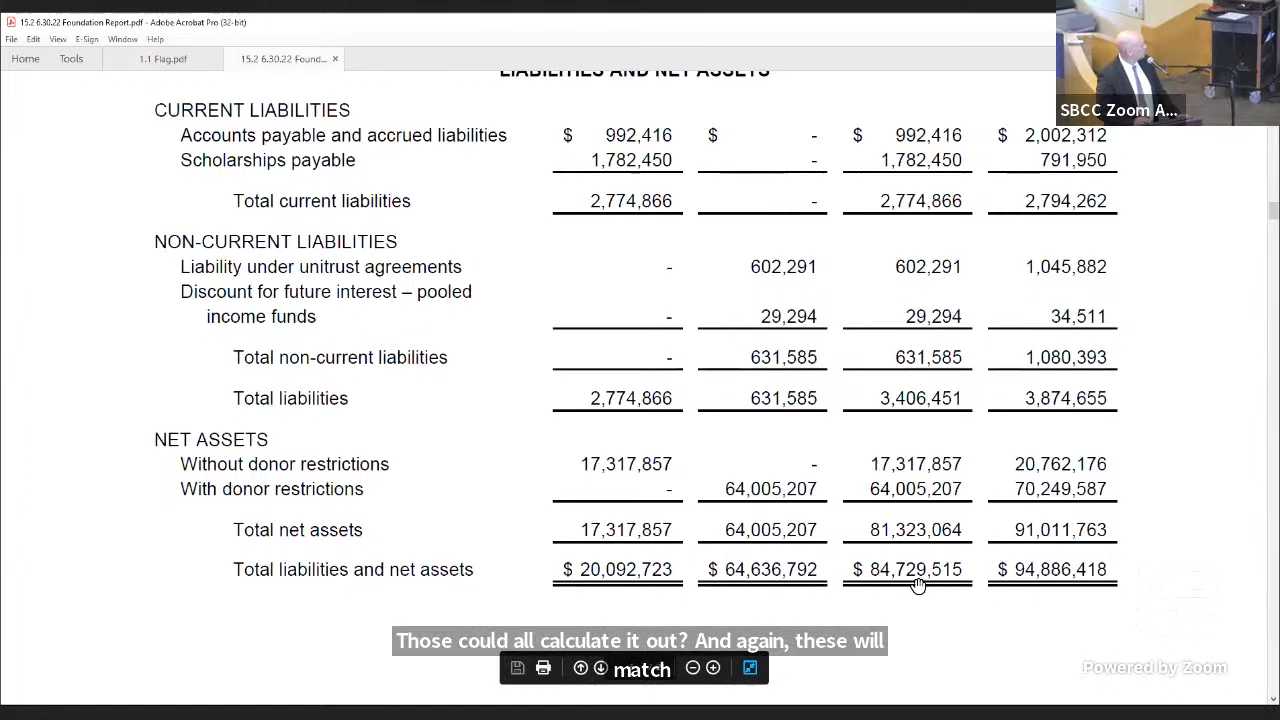 15.2 6.30.22 Foundation Report.pdf - Adobe Acrobat Pro (32-bit)
File Edit View E-Sign Window Help
Home Tools 1.1 Flag.pdf 15.2 6.30.22 Found... ×
LIABILITIES AND NET ASSETS
SBCC Zoom A...
CURRENT LIABILITIES
Accounts payable and accrued liabilities $ 992,416 $ - $ 992,416 $ 2,002,312
Scholarships payable 1,782,450 - 1,782,450 791,950
Total current liabilities 2,774,866 - 2,774,866 2,794,262
NON-CURRENT LIABILITIES
Liability under unitrust agreements - 602,291 602,291 1,045,882
Discount for future interest – pooled
income funds - 29,294 29,294 34,511
Total non-current liabilities - 631,585 631,585 1,080,393
Total liabilities 2,774,866 631,585 3,406,451 3,874,655
NET ASSETS
Without donor restrictions 17,317,857 - 17,317,857 20,762,176
With donor restrictions - 64,005,207 64,005,207 70,249,587
Total net assets 17,317,857 64,005,207 81,323,064 91,011,763
Total liabilities and net assets $ 20,092,723 $ 64,636,792 $ 84,729,515 $ 94,886,418
Those could all calculate it out? And again, these will
match
Powered by Zoom